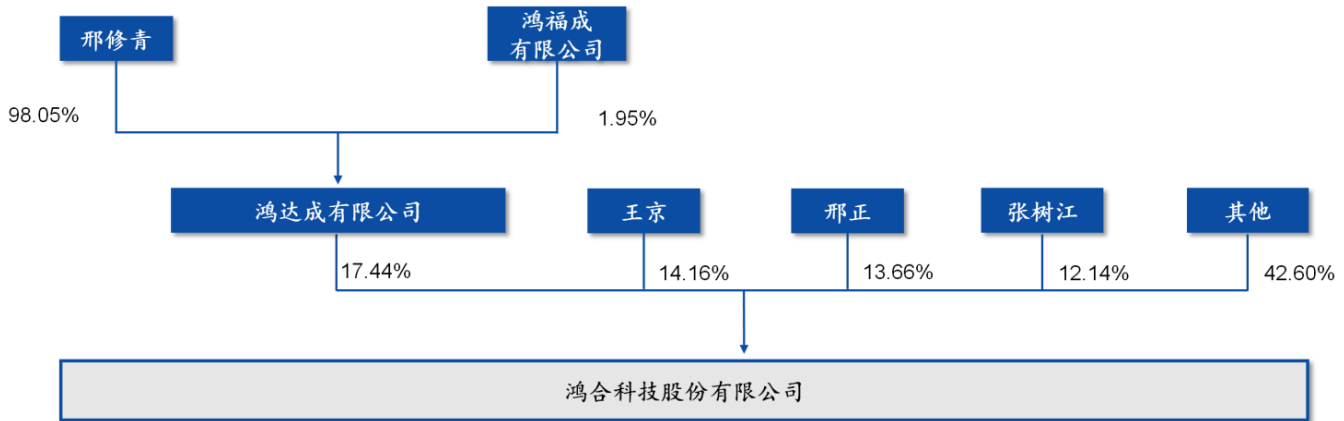 邢修青
鸿福成
有限公司
98.05%
1.95%
鸿达成有限公司
王京
邢正
张树江
其他
17.44%
14.16%
13.66%
12.14%
42.60%
鸿合科技股份有限公司